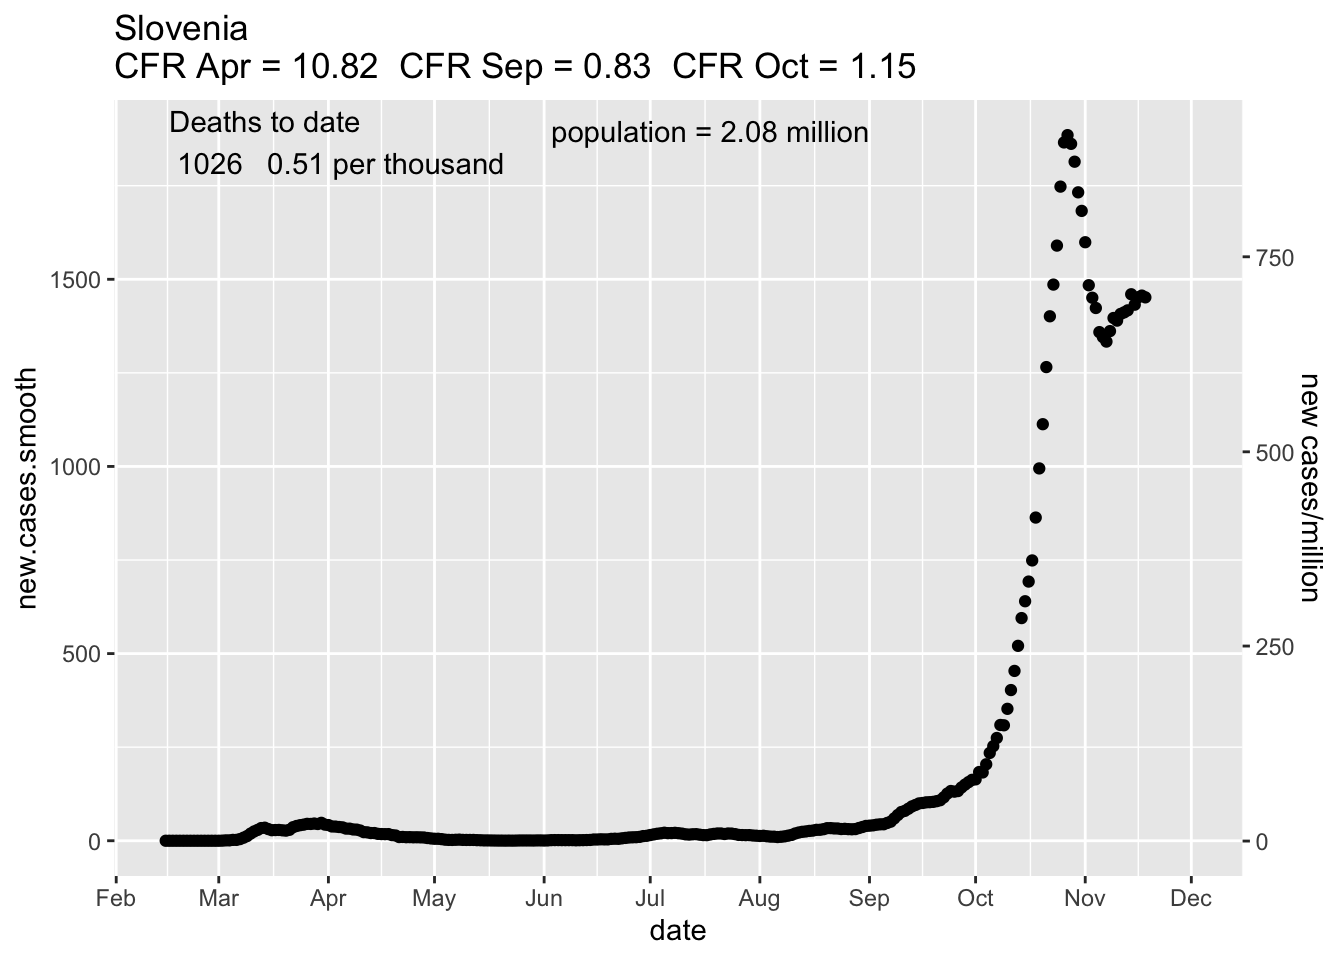 Slovenia
CFR Apr = 10.82  CFR Sep = 0.83  CFR Oct = 1.15
Deaths to date
1026   0.51 per thousand
population = 2.08 million
new.cases.smooth
1500
1000
500
0
750
500
250
0
new cases/million
Feb Mar Apr May Jun Jul Aug Sep Oct Nov Dec
date